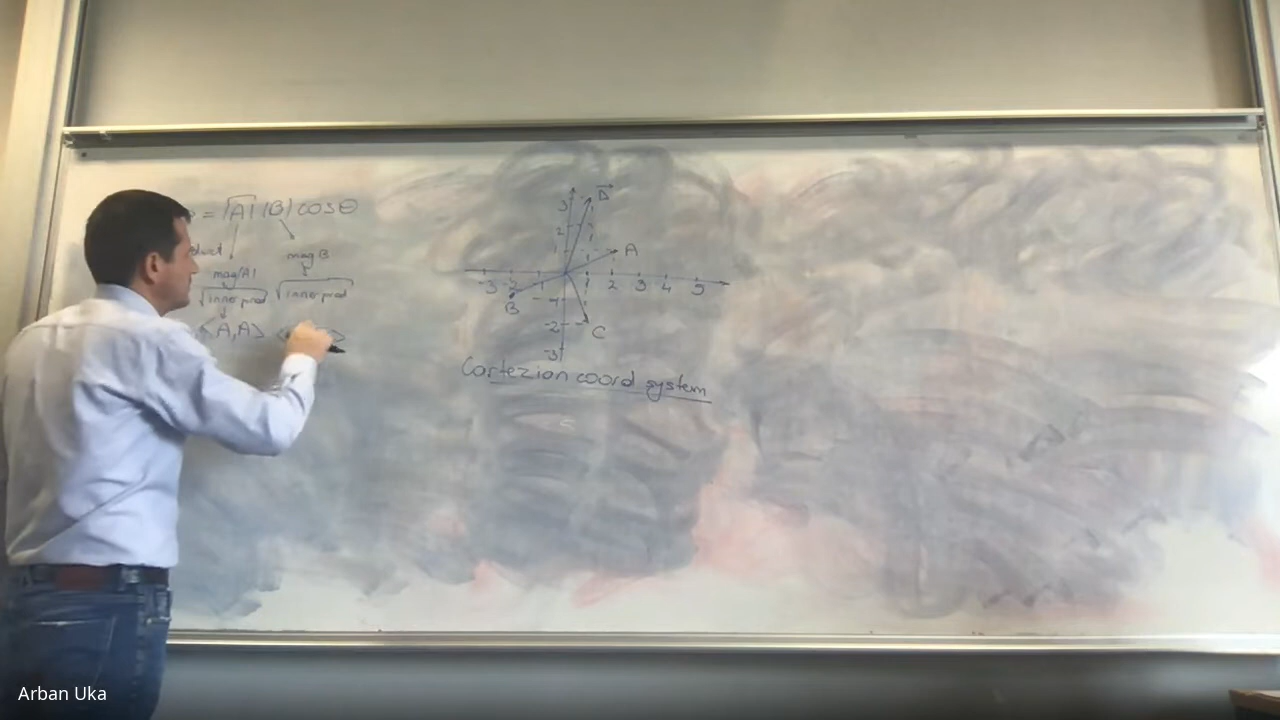 = |A| |B| cosθ
mag B
mag|A|
√inner prod √inner prod
A,A>
D
3
2
1
A
-3 -2 -1 1 2 3 4 5
B
-1
-2
C
-3
Cartezian coord system
Arban Uka